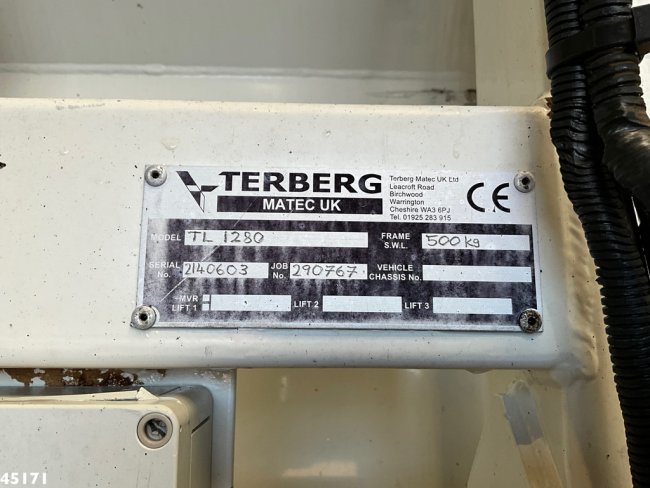 TERBERG
MATEC UK
Terberg Matec UK Ltd
Leacroft Road
Birchwood
Warrington
Cheshire WA3 6PJ
Tel. 01925 283 915
CE
MODEL TL 1280 FRAME S.W.L. 500kg
SERIAL No. 2140603 JOB No. 290767 VEHICLE CHASSIS No.
MVR LIFT 1 LIFT 2 LIFT 3
45171